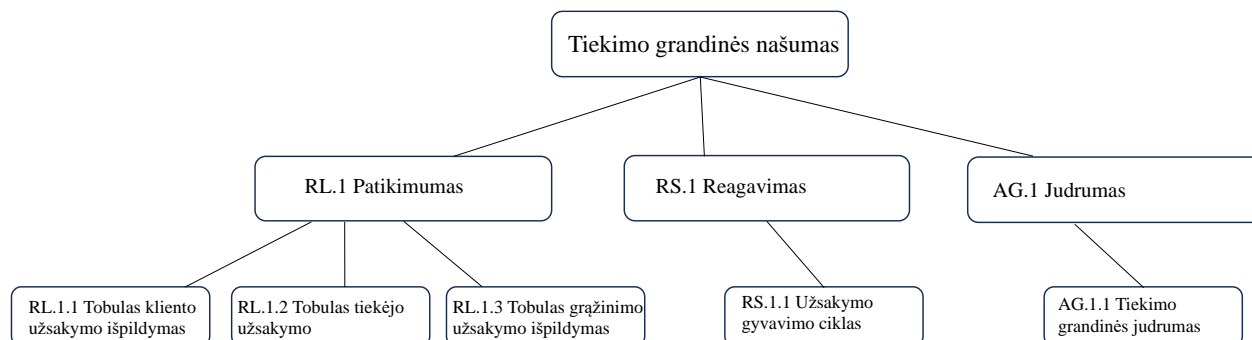 Tiekimo grandinės našumas
RL.1 Patikimumas
RS.1 Reagavimas
AG.1 Judrumas
RL.1.1 Tobulas kliento
užsakymo išpildymas
RL.1.2 Tobulas tiekėjo
užsakymo
RL.1.3 Tobulas grąžinimo
užsakymo išpildymas
RS.1.1 Užsakymo
gyvavimo ciklas
AG.1.1 Tiekimo
grandinės judrumas